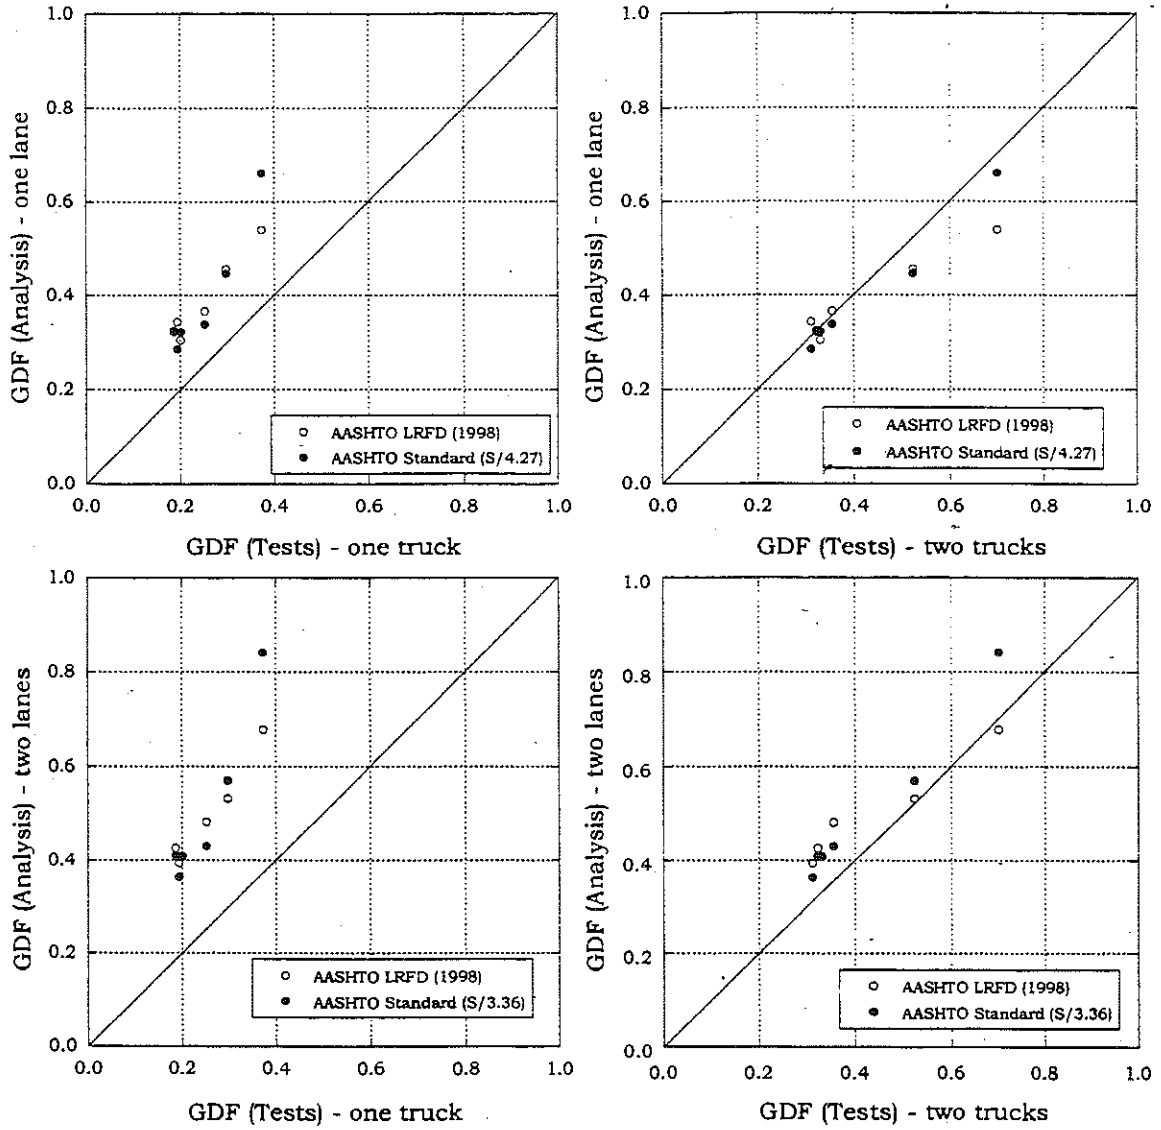 1.0
0.8
0.6
0.4
0.2
0.0
GDF (Analysis) - one lane
AASHTO LRFD (1998)
AASHTO Standard (S/4.27)
0.0 0.2 0.4 0.6 0.8 1.0
GDF (Tests) - one truck
1.0
0.8
0.6
0.4
0.2
0.0
GDF (Analysis) - one lane
AASHTO LRFD (1998)
AASHTO Standard (S/4.27)
0.0 0.2 0.4 0.6 0.8 1.0
GDF (Tests) - two trucks
1.0
0.8
0.6
0.4
0.2
0.0
GDF (Analysis) - two lanes
AASHTO LRFD (1998)
AASHTO Standard (S/3.36)
0.0 0.2 0.4 0.6 0.8 1.0
GDF (Tests) - one truck
1.0
0.8
0.6
0.4
0.2
0.0
GDF (Analysis) - two lanes
AASHTO LRFD (1998)
AASHTO Standard (S/3.36)
0.0 0.2 0.4 0.6 0.8 1.0
GDF (Tests) - two trucks